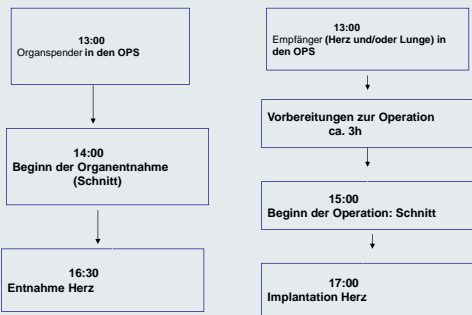 13:00
Organspender in den OPS
14:00
Beginn der Organentnahme
(Schnitt)
16:30
Entnahme Herz
13:00
Empfänger (Herz und/oder Lunge) in
den OPS
Vorbereitungen zur Operation
ca. 3h
15:00
Beginn der Operation: Schnitt
17:00
Implantation Herz